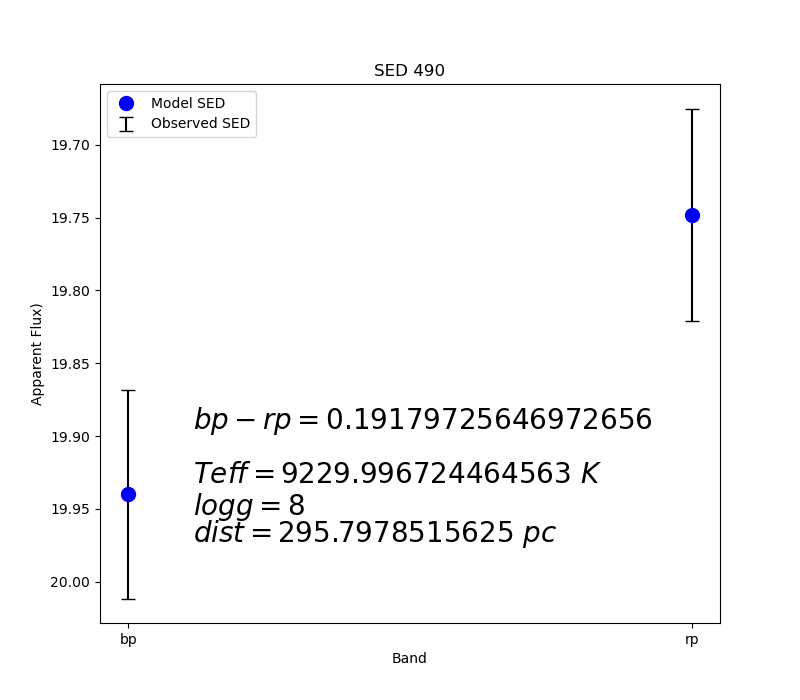 SED 490
Model SED
Observed SED
19.70
19.75
19.80
19.85
19.90
19.95
20.00
Apparent Flux)
bp − rp = 0.19179725646972656
Teff = 9229.996724464563 K
logg = 8
dist = 295.7978515625 pc
bp
rp
Band